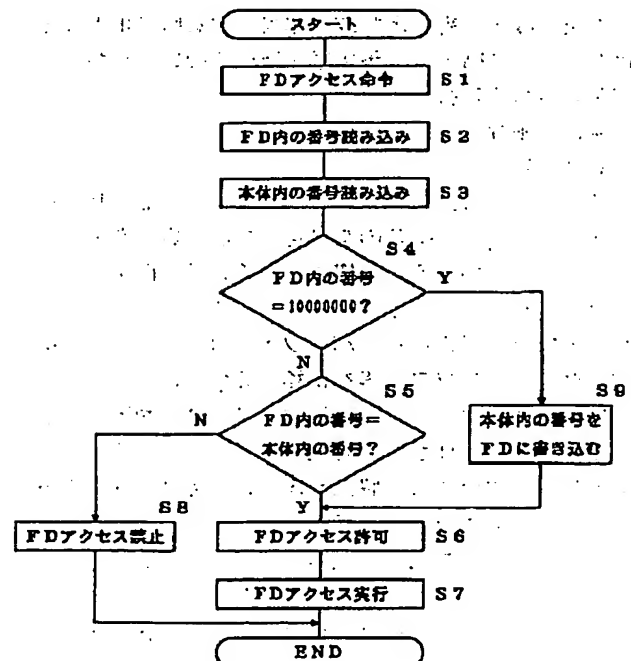 スタート
FDアクセス命令 S1
FD内の番号読み込み S2
本体内の番号読み込み S3
S4
FD内の番号
=10000000?
Y
N
S5
FD内の番号=
本体内の番号?
N
Y
S9
本体内の番号を
FDに書き込む
S8
FDアクセス禁止
FDアクセス許可 S6
FDアクセス実行 S7
END